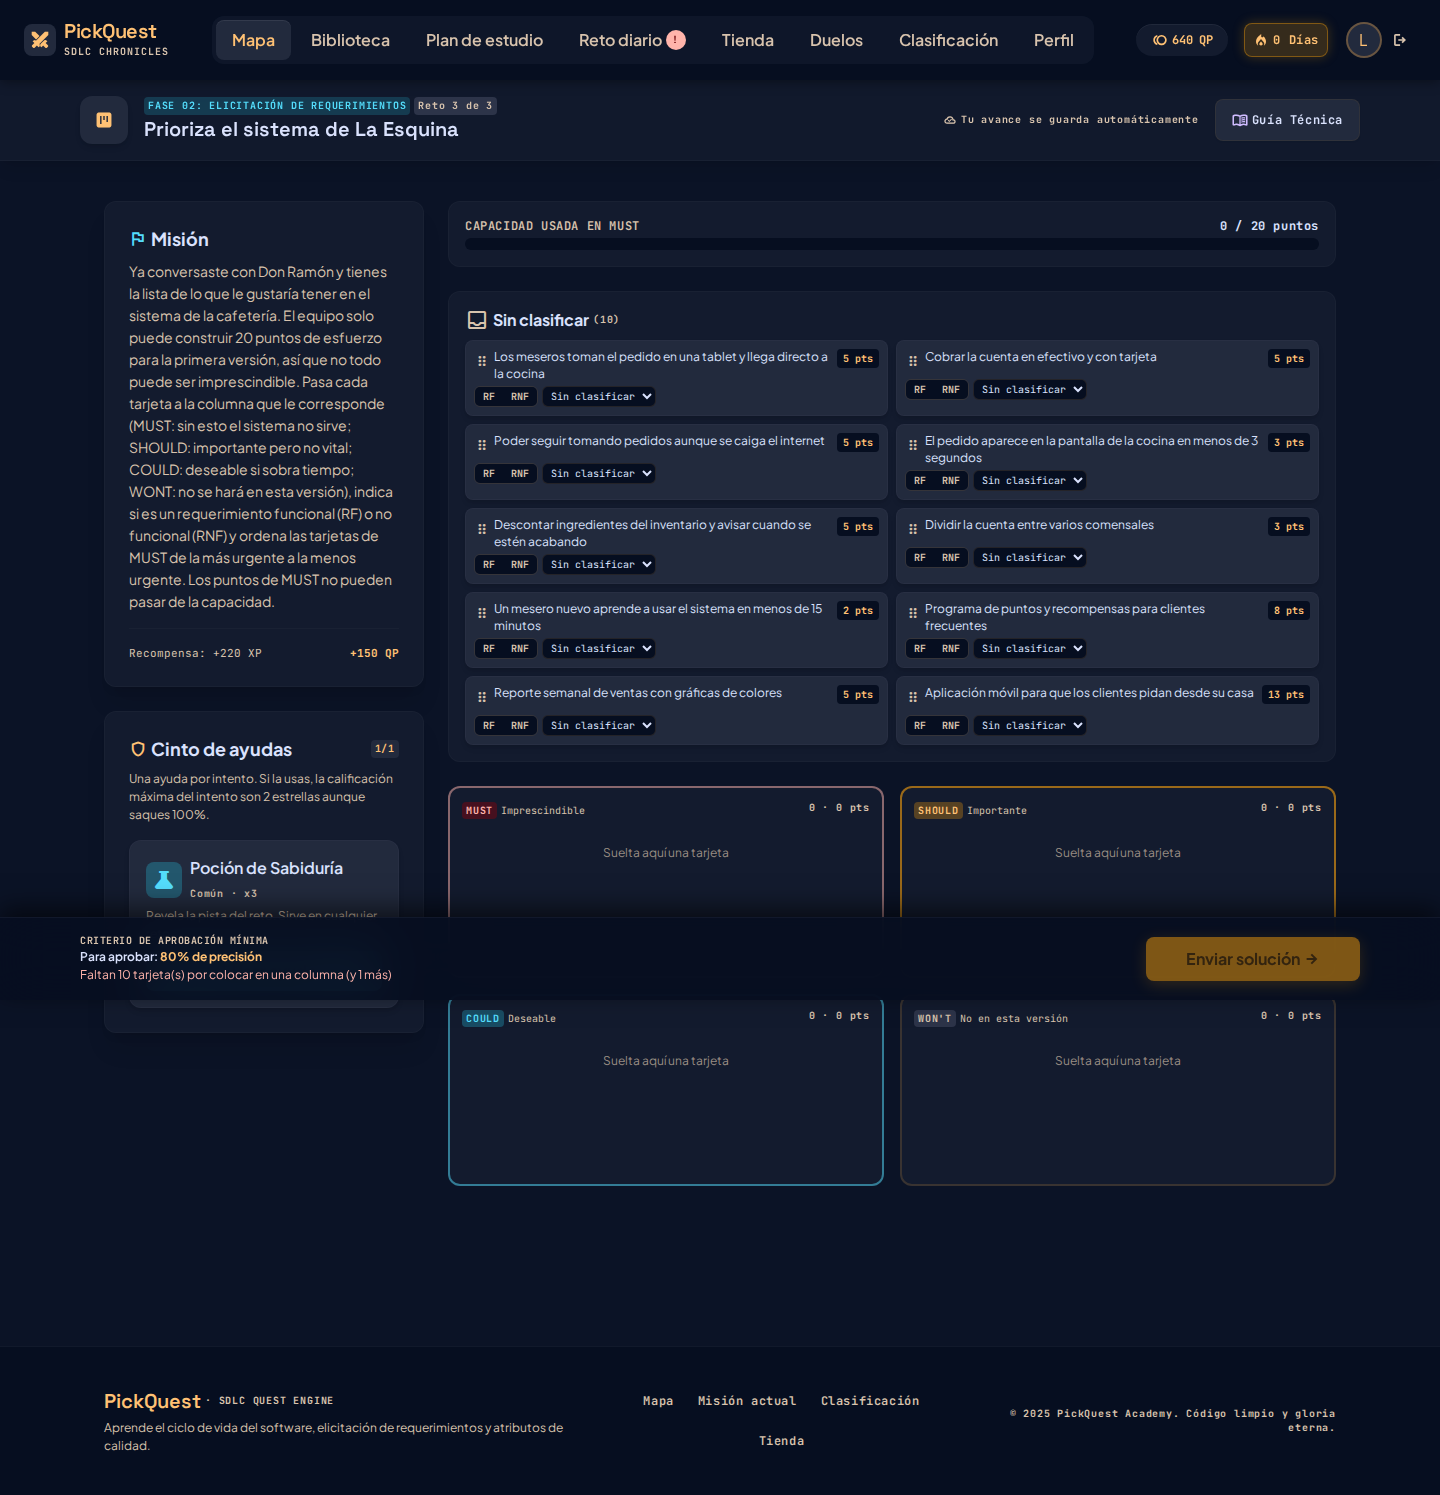 PickQuest
SDLC CHRONICLES
Mapa
Biblioteca
Plan de estudio
Reto diario !
Tienda
Duelos
Clasificación
Perfil
640 QP
0 Días
L
FASE 02: ELICITACIÓN DE REQUERIMIENTOS
Reto 3 de 3
Prioriza el sistema de La Esquina
Tu avance se guarda automáticamente
Guía Técnica
Misión
Ya conversaste con Don Ramón y tienes
la lista de lo que le gustaría tener en el
sistema de la cafetería. El equipo solo
puede construir 20 puntos de esfuerzo
para la primera versión, así que no todo
puede ser imprescindible. Pasa cada
tarjeta a la columna que le corresponde
(MUST: sin esto el sistema no sirve;
SHOULD: importante pero no vital;
COULD: deseable si sobra tiempo;
WONT: no se hará en esta versión), indica
si es un requerimiento funcional (RF) o no
funcional (RNF) y ordena las tarjetas de
MUST de la más urgente a la menos
urgente. Los puntos de MUST no pueden
pasar de la capacidad.
Recompensa: +220 XP
+150 QP
Cinto de ayudas
1/1
Una ayuda por intento. Si la usas, la calificación
máxima del intento son 2 estrellas aunque
saques 100%.
Poción de Sabiduría
Común · x3
Revela la pista del reto. Sirve en cualquier
CAPACIDAD USADA EN MUST
0 / 20 puntos
Sin clasificar (10)
Los meseros toman el pedido en una tablet y llega directo a
la cocina
5 pts
RF RNF Sin clasificar
Cobrar la cuenta en efectivo y con tarjeta
5 pts
RF RNF Sin clasificar
Poder seguir tomando pedidos aunque se caiga el internet
5 pts
RF RNF Sin clasificar
El pedido aparece en la pantalla de la cocina en menos de 3
segundos
3 pts
RF RNF Sin clasificar
Descontar ingredientes del inventario y avisar cuando se
estén acabando
5 pts
RF RNF Sin clasificar
Dividir la cuenta entre varios comensales
3 pts
RF RNF Sin clasificar
Un mesero nuevo aprende a usar el sistema en menos de 15
minutos
2 pts
RF RNF Sin clasificar
Programa de puntos y recompensas para clientes
frecuentes
8 pts
RF RNF Sin clasificar
Reporte semanal de ventas con gráficas de colores
5 pts
RF RNF Sin clasificar
Aplicación móvil para que los clientes pidan desde su casa
13 pts
RF RNF Sin clasificar
MUST Imprescindible
0 · 0 pts
Suelta aquí una tarjeta
SHOULD Importante
0 · 0 pts
Suelta aquí una tarjeta
CRITERIO DE APROBACIÓN MÍNIMA
Para aprobar: 80% de precisión
Faltan 10 tarjeta(s) por colocar en una columna (y 1 más)
Enviar solución →
COULD Deseable
0 · 0 pts
Suelta aquí una tarjeta
WON'T No en esta versión
0 · 0 pts
Suelta aquí una tarjeta
PickQuest · SDLC QUEST ENGINE
Aprende el ciclo de vida del software, elicitación de requerimientos y atributos de
calidad.
Mapa
Misión actual
Clasificación
Tienda
© 2025 PickQuest Academy. Código limpio y gloria
eterna.